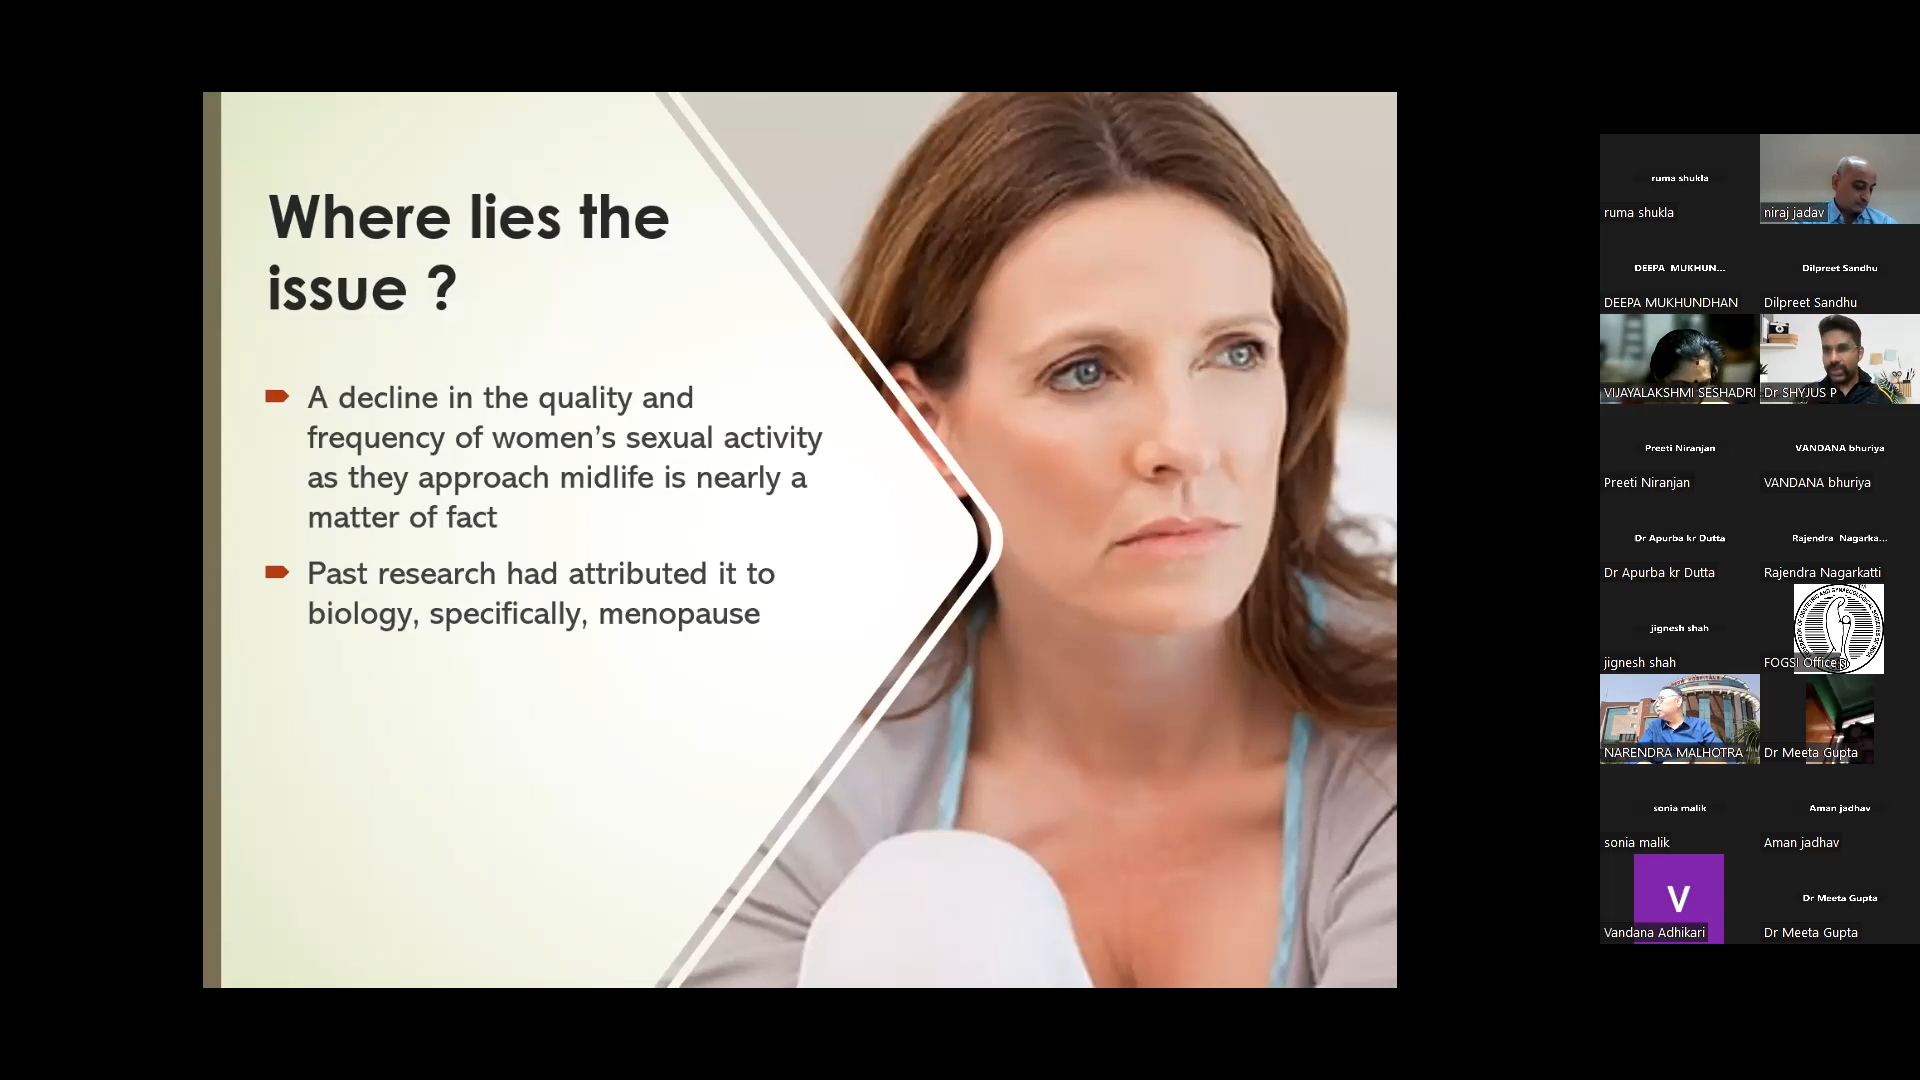 Where lies the
issue ?
A decline in the quality and
frequency of women’s sexual activity
as they approach midlife is nearly a
matter of fact
Past research had attributed it to
biology, specifically, menopause
ruma shukla
ruma shukla
niraj jadav
DEEPA MUKHUN...
DEEPA MUKHUNDHAN
Dilpreet Sandhu
Dilpreet Sandhu
VIJAYALAKSHMI SESHADRI
Dr SHYJUS P
Preeti Niranjan
Preeti Niranjan
VANDANA bhuriya
VANDANA bhuriya
Dr Apurba kr Dutta
Dr Apurba kr Dutta
Rajendra Nagarka...
Rajendra Nagarkatti
jignesh shah
jignesh shah
FOGSI Office
NARENDRA MALHOTRA
Dr Meeta Gupta
sonia malik
sonia malik
Aman jadhav
Aman jadhav
V
Vandana Adhikari
Dr Meeta Gupta
Dr Meeta Gupta